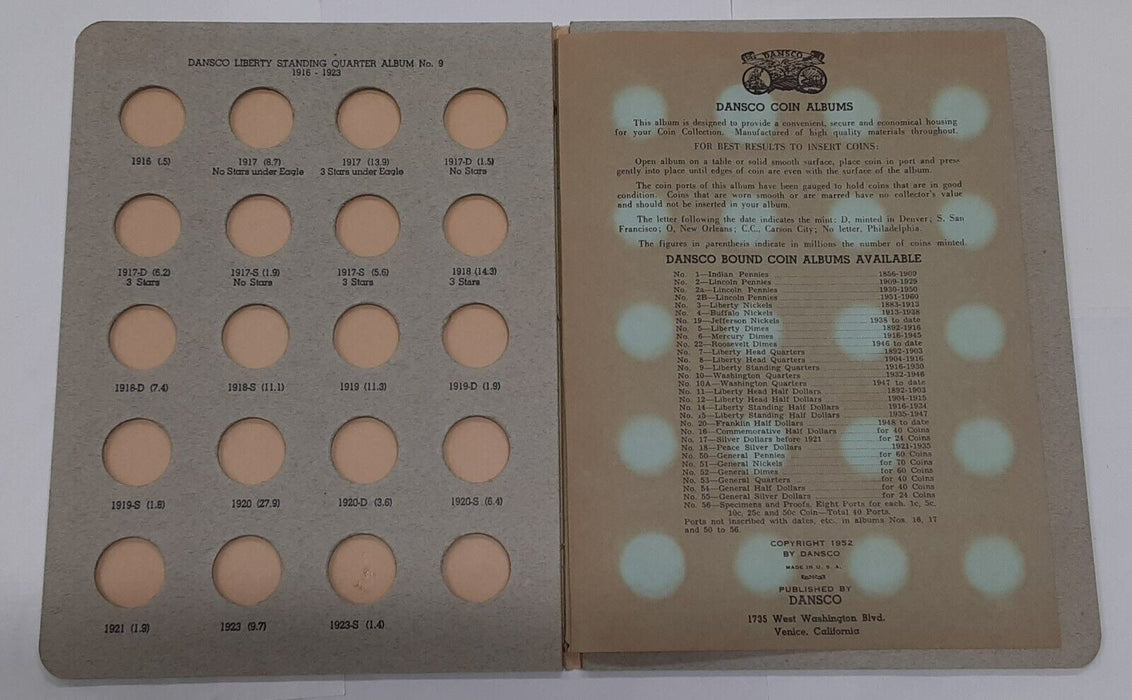 DANSCO LIBERTY STANDING QUARTER ALBUM No. 9
1916 - 1923
1916 (.5)
1917 (8.7)
No Stars under Eagle
1917 (13.9)
3 Stars under Eagle
1917-D (1.5)
No Stars
1917-D (6.2)
3 Stars
1917-S (1.9)
No Stars
1917-S (5.6)
3 Stars
1918 (14.3)
3 Stars
1918-D (7.4)
1918-S (11.1)
1919 (11.3)
1919-D (1.9)
1919-S (1.8)
1920 (27.9)
1920-D (3.6)
1920-S (6.4)
1921 (1.9)
1923 (9.7)
1923-S (1.4)
DANSCO
DANSCO COIN ALBUMS
This album is designed to provide a convenient, secure and economical housing
for your Coin Collection. Manufactured of high quality materials throughout.
FOR BEST RESULTS TO INSERT COINS:
Open album on a table or solid smooth surface, place coin in port and press
gently into place until edges of coin are even with the surface of the album.
The coin ports of this album have been gauged to hold coins that are in good
condition. Coins that are worn smooth or are marred have no collector's value
and should not be inserted in your album.
The letter following the date indicates the mint: D, minted in Denver; S, San
Francisco; O, New Orleans; C.C., Carson City; No letter, Philadelphia.
The figures in parenthesis indicate in millions the number of coins minted.
DANSCO BOUND COIN ALBUMS AVAILABLE
No. 1—Indian Pennies 1856-1909
No. 2—Lincoln Pennies 1909-1929
No. 2a—Lincoln Pennies 1930-1950
No. 2B—Lincoln Pennies 1951-1960
No. 3—Liberty Nickels 1883-1913
No. 4—Buffalo Nickels 1913-1938
No. 19—Jefferson Nickels 1938 to date
No. 5—Liberty Dimes 1892-1916
No. 6—Mercury Dimes 1916-1945
No. 22—Roosevelt Dimes 1946 to date
No. 7—Liberty Head Quarters 1892-1903
No. 8—Liberty Head Quarters 1904-1916
No. 9—Liberty Standing Quarters 1916-1930
No. 10—Washington Quarters 1932-1946
No. 10A—Washington Quarters 1947 to date
No. 11—Liberty Head Half Dollars 1892-1903
No. 12—Liberty Head Half Dollars 1904-1915
No. 14—Liberty Standing Half Dollars 1916-1934
No. 15—Liberty Standing Half Dollars 1935-1947
No. 20—Franklin Half Dollars 1948 to date
No. 16—Commemorative Half Dollars for 40 Coins
No. 17—Silver Dollars before 1921 for 24 Coins
No. 18—Peace Silver Dollars 1921-1935
No. 50—General Pennies for 60 Coins
No. 51—General Nickels for 70 Coins
No. 52—General Dimes for 60 Coins
No. 53—General Quarters for 40 Coins
No. 54—General Half Dollars for 40 Coins
No. 55—General Silver Dollars for 24 Coins
No. 56—Specimens and Proofs, Eight Ports for each, 1c, 5c,
10c, 25c and 50c Coin—Total 40 Ports.
Ports not inscribed with dates, etc., in albums Nos. 16, 17
and 50 to 56.
COPYRIGHT 1952
BY DANSCO
MADE IN U. S. A.
PUBLISHED BY
DANSCO
1735 West Washington Blvd.
Venice, California